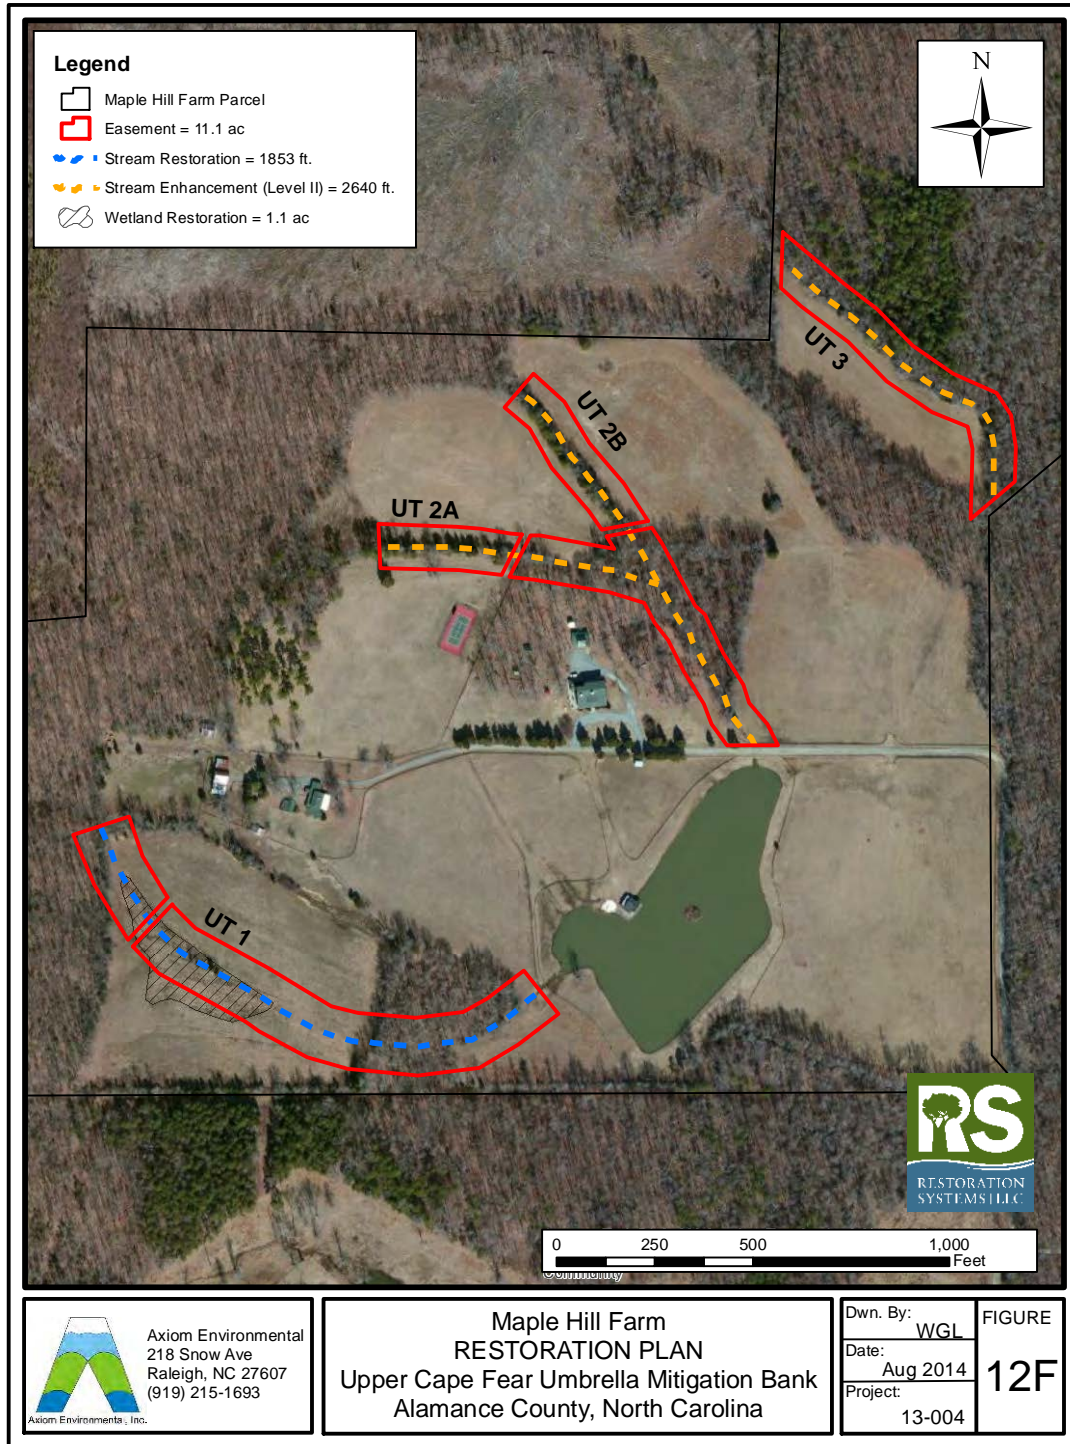 Legend
Maple Hill Farm Parcel
Easement = 11.1 ac
Stream Restoration = 1853 ft.
Stream Enhancement (Level II) = 2640 ft.
Wetland Restoration = 1.1 ac
N
UT 3
UT 2B
UT 2A
UT 1
RS
RESTORATION
SYSTEMS | LLC
0 250 500 1,000
Feet
Community
Axiom Environmental, Inc.
Axiom Environmental
218 Snow Ave
Raleigh, NC 27607
(919) 215-1693
Maple Hill Farm
RESTORATION PLAN
Upper Cape Fear Umbrella Mitigation Bank
Alamance County, North Carolina
Dwn. By:
WGL
Date:
Aug 2014
Project:
13-004
FIGURE
12F